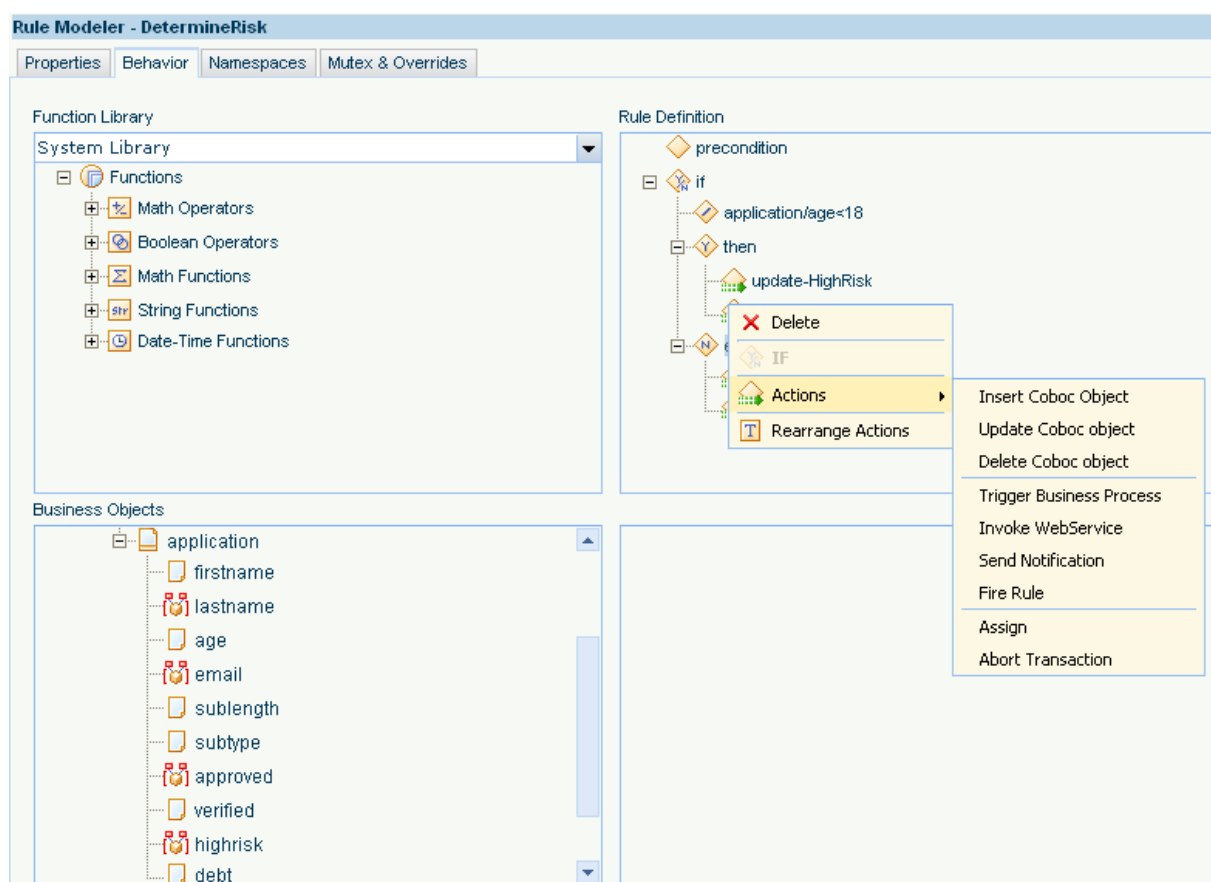 Rule Modeler - DetermineRisk
Properties Behavior Namespaces Mutex & Overrides
Function Library
System Library
Functions
Math Operators
Boolean Operators
Math Functions
Str String Functions
Date-Time Functions
Rule Definition
precondition
Y N if
application/age<18
Y then
update-HighRisk
N
Delete
IF
Actions
T Rearrange Actions
Insert Coboc Object
Update Coboc object
Delete Coboc object
Trigger Business Process
Invoke WebService
Send Notification
Fire Rule
Assign
Abort Transaction
Business Objects
application
firstname
lastname
age
email
sublength
subtype
approved
verified
highrisk
debt